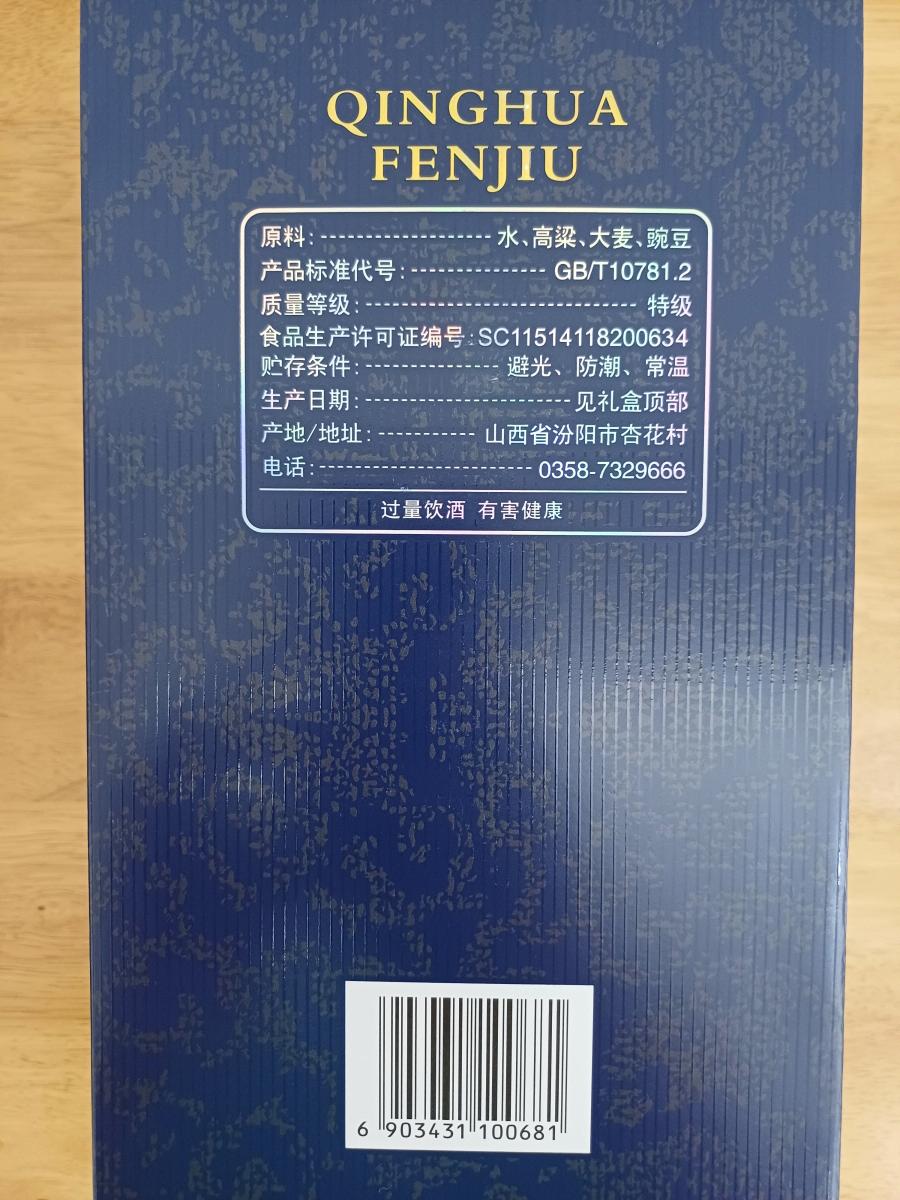 QINGHUA
FENJIU
原料:-------------------水、高粱、大麦、豌豆
产品标准代号:---------------GB/T10781.2
质量等级:------------------------------特级
食品生产许可证编号:SC11514118200634
贮存条件:---------------避光、防潮、常温
生产日期:-----------------------见礼盒顶部
产地/地址:-----------山西省汾阳市杏花村
电话:------------------------0358-7329666
过量饮酒 有害健康
6 903431 100681